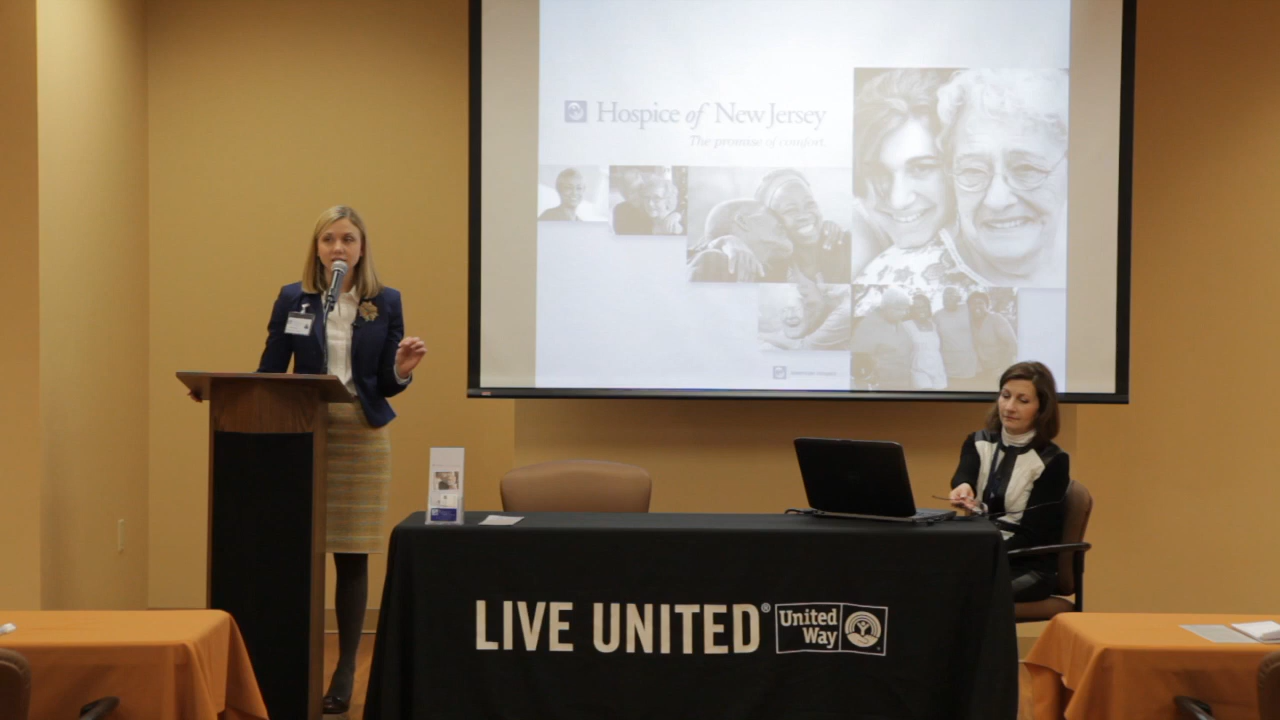 Hospice of New Jersey
The promise of comfort
LIVE UNITED®
United
Way